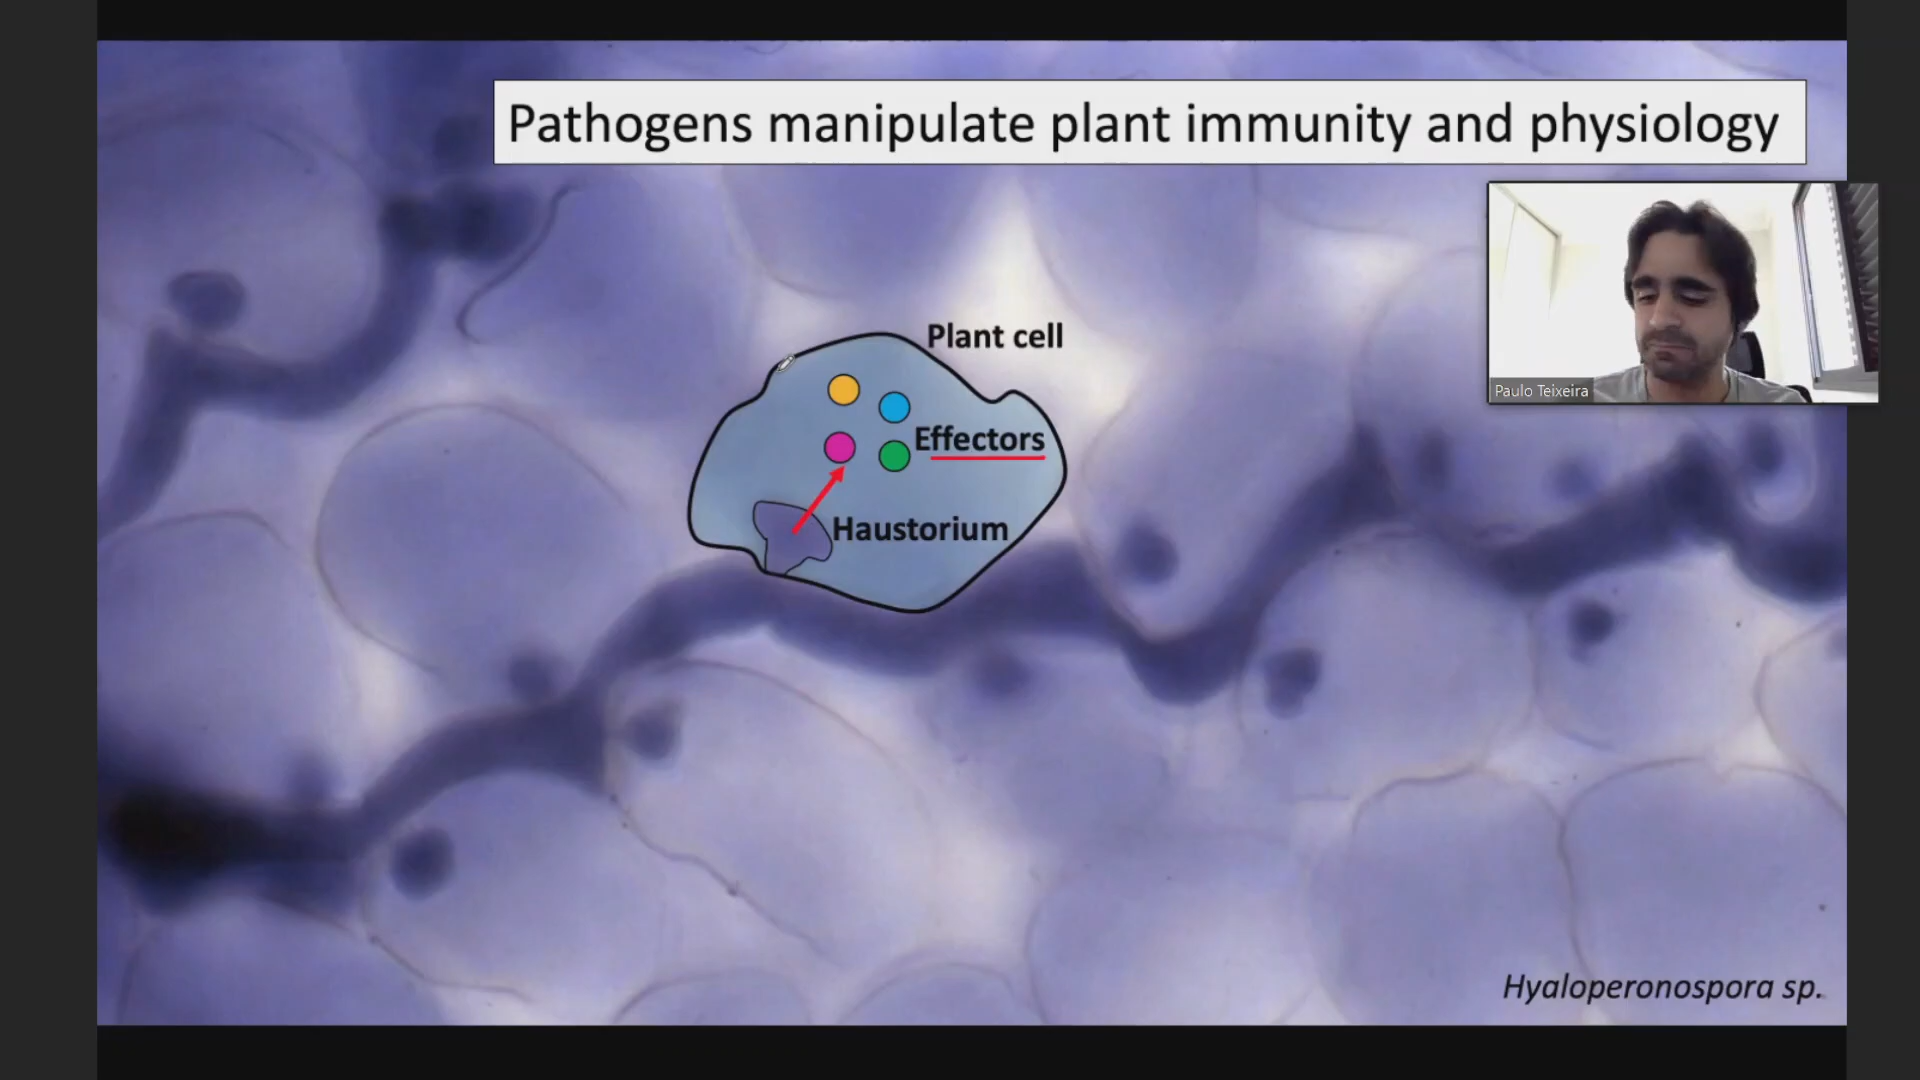 Pathogens manipulate plant immunity and physiology
Paulo Teixeira
Plant cell
Effectors
Haustorium
Hyaloperonospora sp.